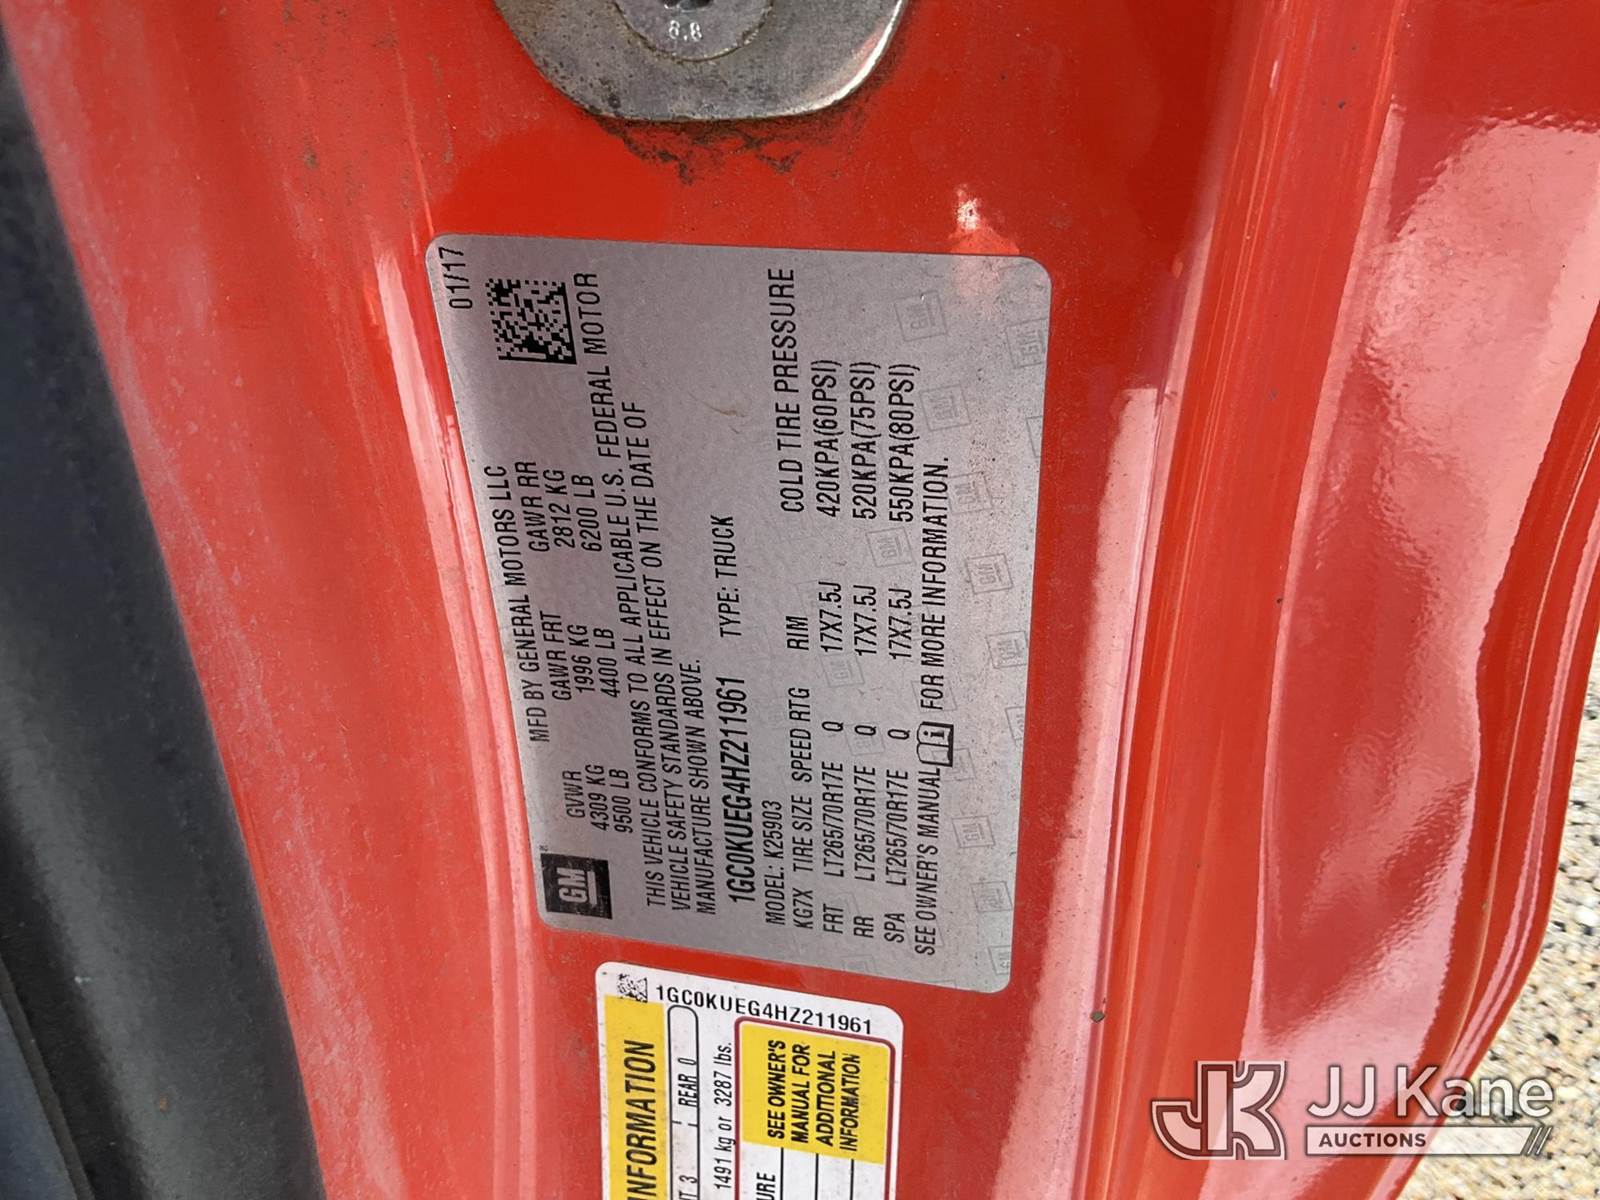 8.8
01/17
MFD BY GENERAL MOTORS LLC
GVWR GAWR FRT GAWR RR
4309 KG 1996 KG 2812 KG
9500 LB 4400 LB 6200 LB
THIS VEHICLE CONFORMS TO ALL APPLICABLE U.S. FEDERAL MOTOR
VEHICLE SAFETY STANDARDS IN EFFECT ON THE DATE OF
MANUFACTURE SHOWN ABOVE.
1GC0KUEG4HZ211961 TYPE: TRUCK
MODEL: K25903
KG7X TIRE SIZE SPEED RTG RIM COLD TIRE PRESSURE
FRT LT265/70R17E Q 17X7.5J 420KPA(60PSI)
RR LT265/70R17E Q 17X7.5J 520KPA(75PSI)
SPA LT265/70R17E Q 17X7.5J 550KPA(80PSI)
SEE OWNER'S MANUAL FOR MORE INFORMATION.
GM
1GC0KUEG4HZ211961
INFORMATION
3 REAR 0
1491 kg or 3287 lbs.
SEE OWNER'S
MANUAL FOR
ADDITIONAL
INFORMATION
JK JJ Kane
AUCTIONS